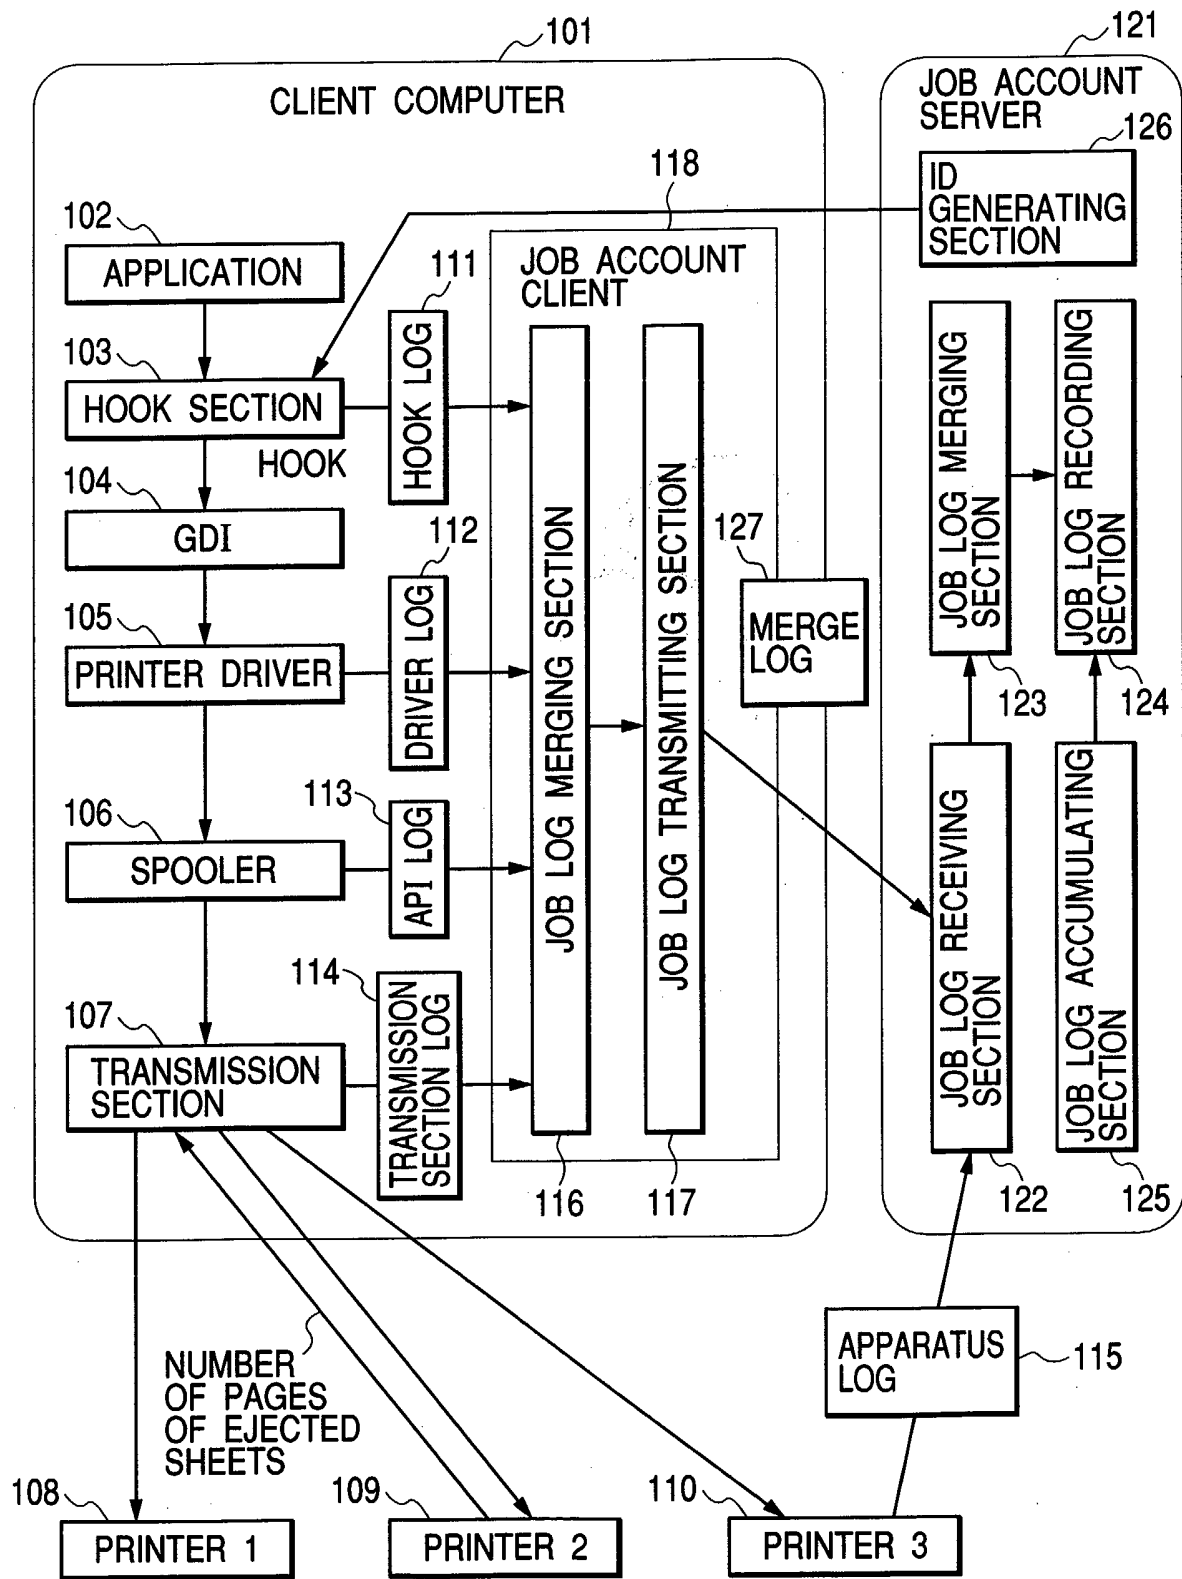 101
CLIENT COMPUTER
121
JOB ACCOUNT
SERVER
126
ID
GENERATING
SECTION
118
JOB ACCOUNT
CLIENT
102
APPLICATION
111
HOOK LOG
103
HOOK SECTION
HOOK
104
GDI
112
DRIVER LOG
105
PRINTER DRIVER
113
API LOG
106
SPOOLER
114
TRANSMISSION
SECTION LOG
107
TRANSMISSION
SECTION
JOB LOG MERGING SECTION
116
JOB LOG TRANSMITTING SECTION
117
127
MERGE
LOG
JOB LOG MERGING
SECTION
123
JOB LOG RECORDING
SECTION
124
JOB LOG RECEIVING
SECTION
122
JOB LOG ACCUMULATING
SECTION
125
NUMBER
OF PAGES
OF EJECTED
SHEETS
APPARATUS
LOG
115
108
PRINTER 1
109
PRINTER 2
110
PRINTER 3